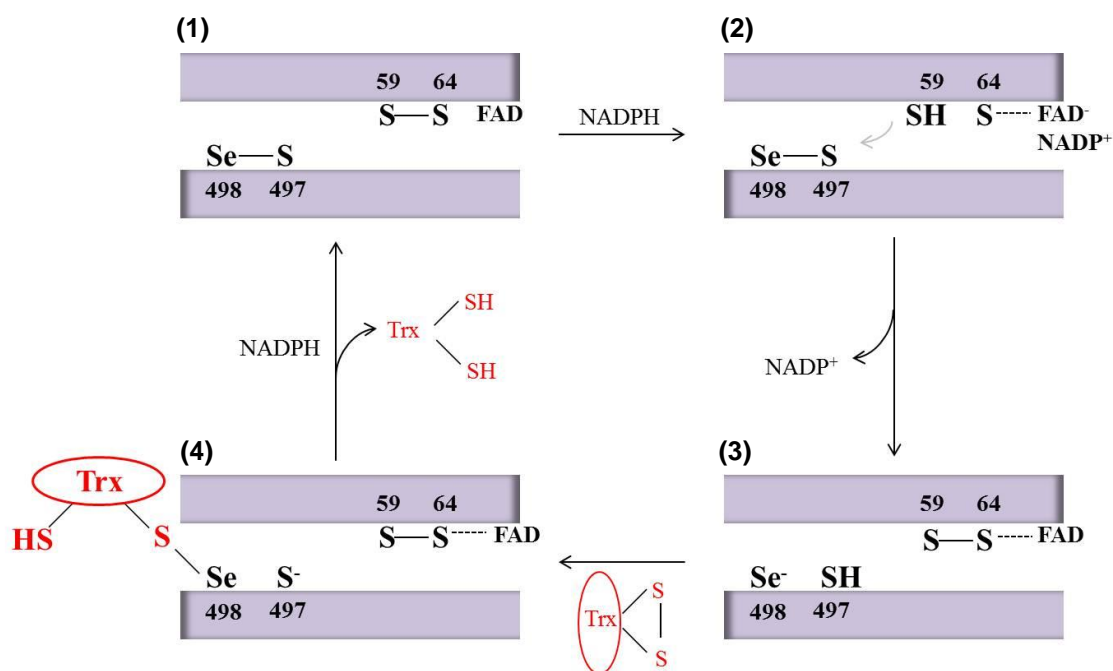 (1)
59 64
S S FAD
Se S
498 497
NADPH
(2)
59 64
SH S FAD-
NADP+
Se S
498 497
NADPH
Trx
SH
SH
NADP+
(4)
Trx
HS
S
59 64
S S FAD
Se S-
498 497
Trx
S
S
(3)
59 64
S S FAD
Se- SH
498 497